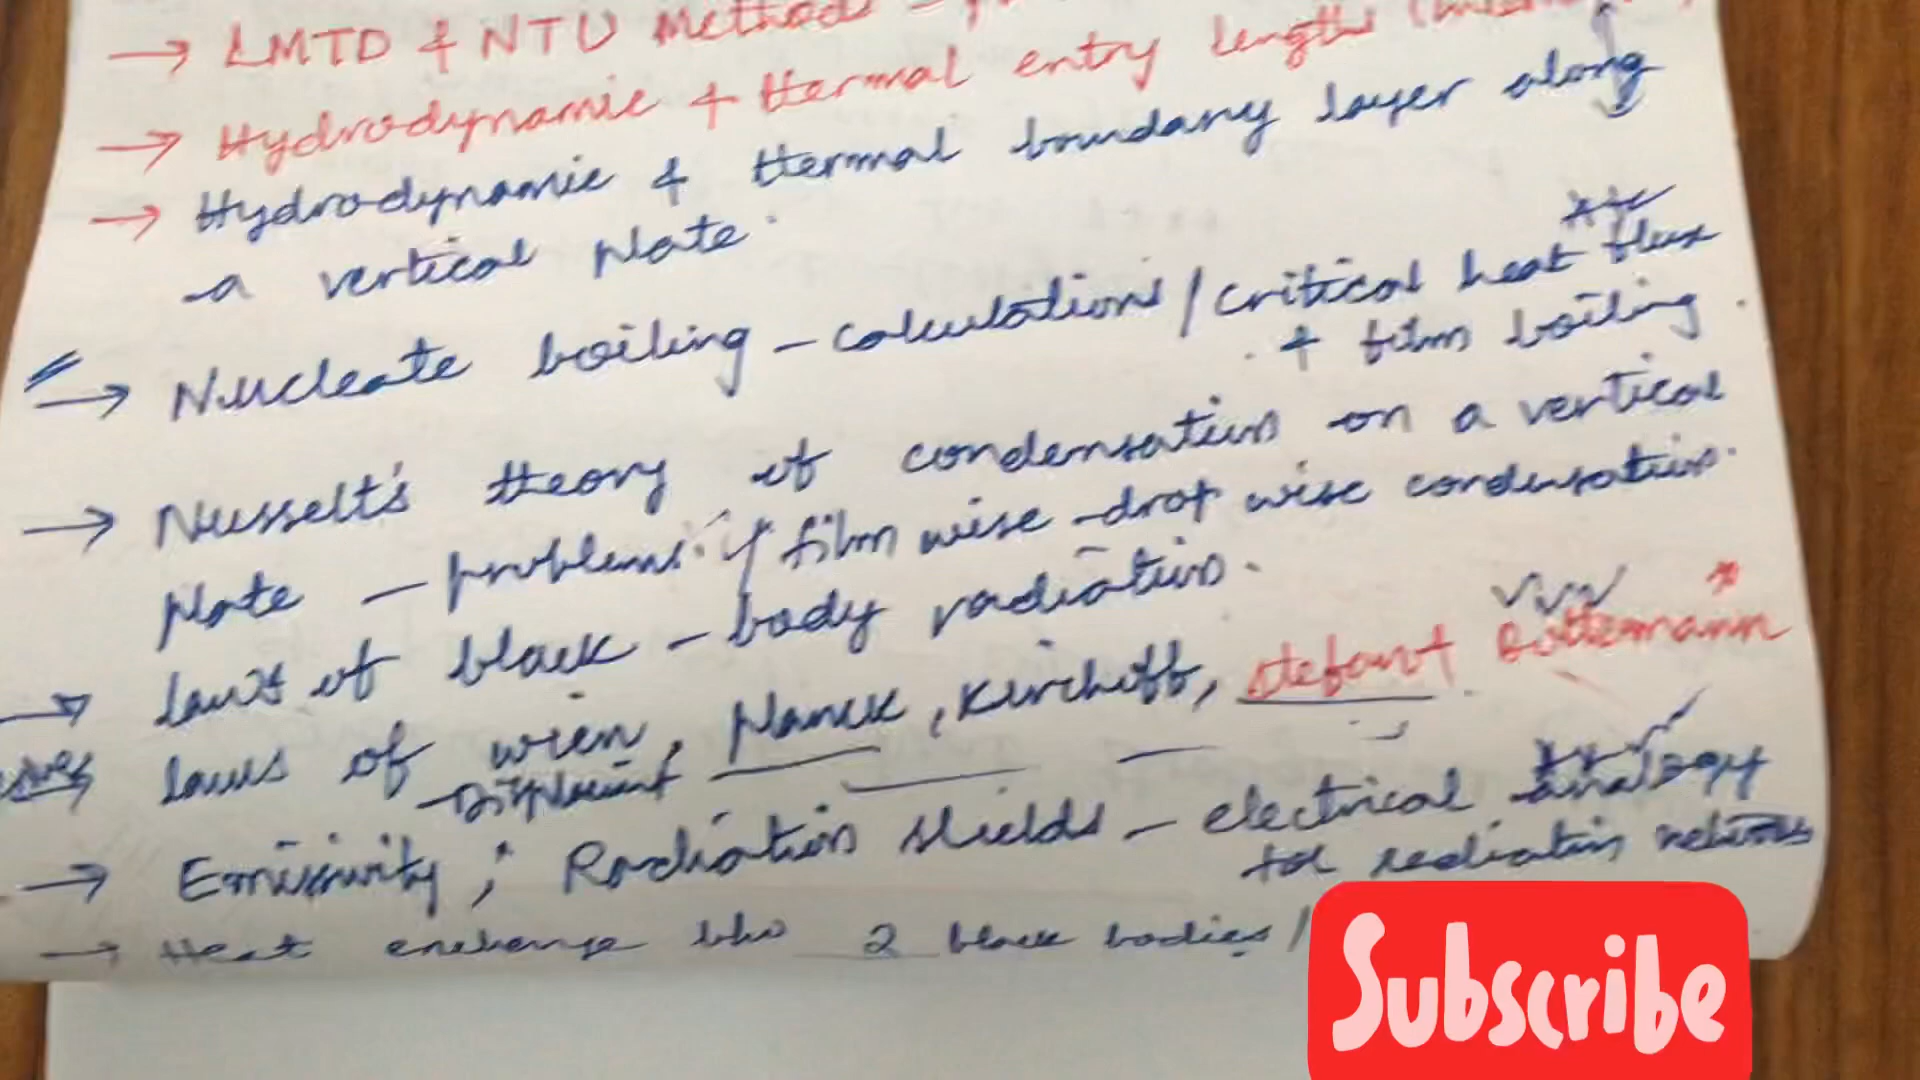 → LMTD & NTU Methods -
→ Hydrodynamic & thermal entry lengths
→ Hydrodynamic & thermal boundary layer along
a vertical plate.
→ Nucleate boiling - calculations / critical heat flux
& film boiling.
→ Nusselt's theory of condensation on a vertical
plate - problems. / film wise - drop wise condensation.
→ laws of black - body radiation.
laws of wien, Planck, Kirchoff, Stefan Boltzmann
Displacement
→ Emissivity ; Radiation shields - electrical analogy
for radiation networks
→ Heat exchange b/w 2 black bodies /
Subscribe